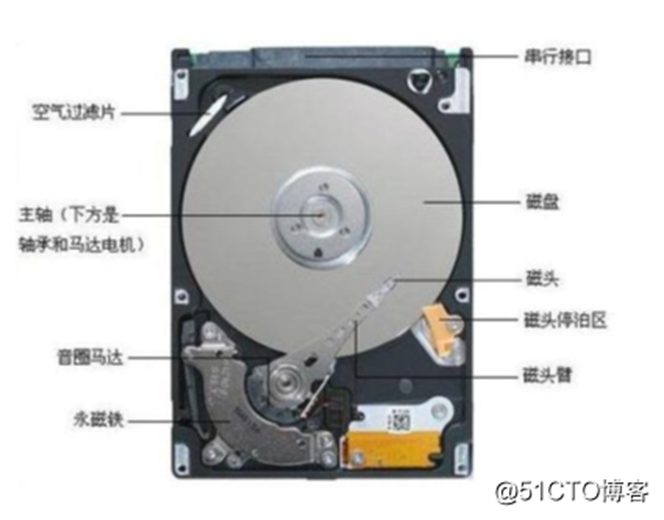 串行接口
空气过滤片
磁盘
主轴（下方是
轴承和马达电机）
磁头
磁头停泊区
音圈马达
磁头臂
永磁铁
@51CTO博客